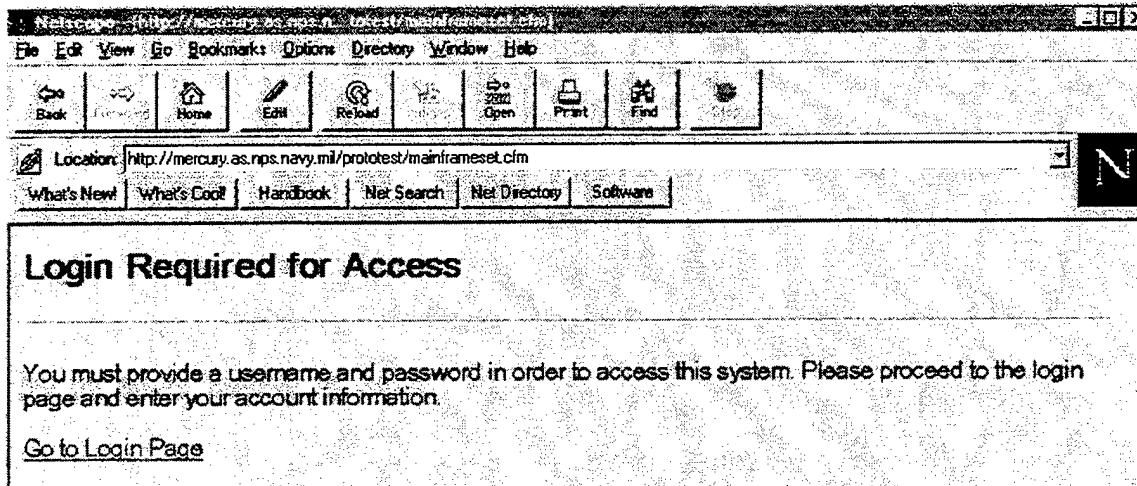 Netscape - [http://mercury.as.nps.n...totest/mainframeset.cfm]
File Edit View Go Bookmarks Options Directory Window Help
Back Forward Home Edit Reload Open Print Find Stop
Location: http://mercury.as.nps.navy.mil/prototest/mainframeset.cfm
N
What's New! What's Cool! Handbook Net Search Net Directory Software
Login Required for Access
You must provide a username and password in order to access this system. Please proceed to the login
page and enter your account information.
Go to Login Page